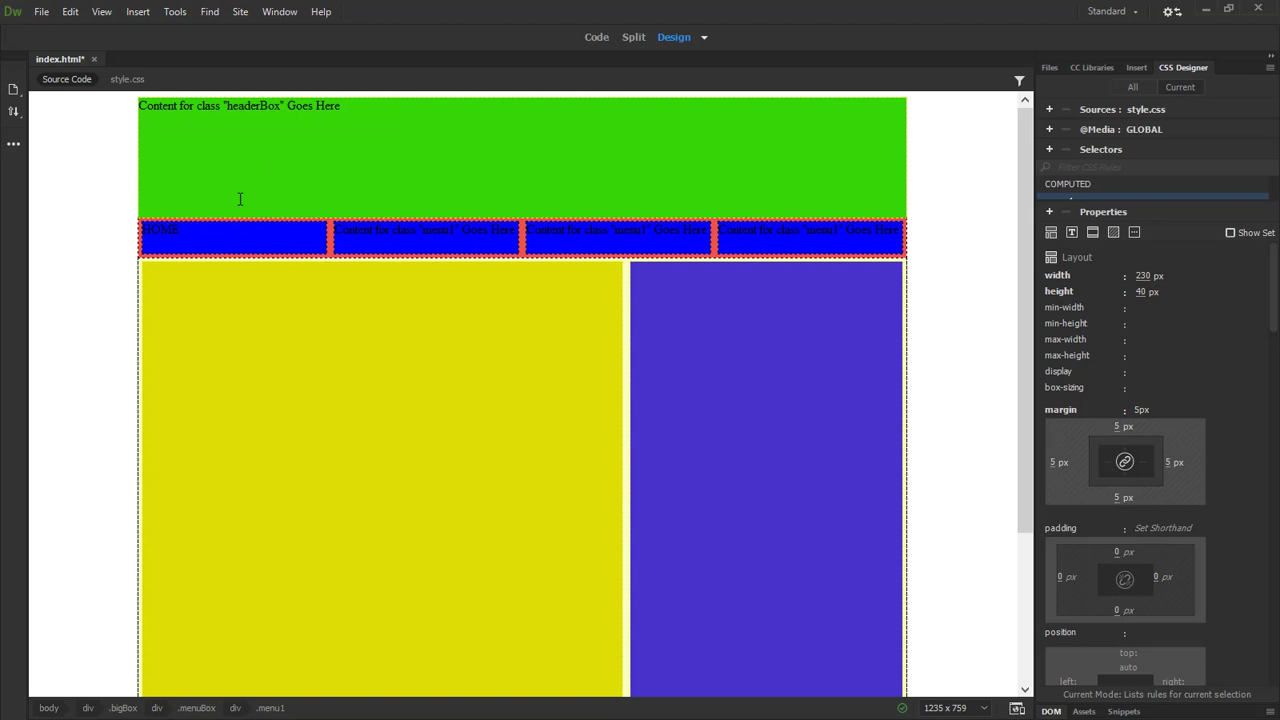 Dw File Edit View Insert Tools Find Site Window Help Standard
Code Split Design
index.html* Files CC Libraries Insert CSS Designer
Source Code style.css
All Current
Content for class "headerBox" Goes Here
Sources: style.css
@Media: GLOBAL
Selectors
Filter CSS Rules
COMPUTED
Properties
HOME Content for class "menu1" Goes Here Content for class "menu1" Goes Here Content for class "menu1" Goes Here
Show Set
Layout
width : 230 px
height : 40 px
min-width :
min-height :
max-width :
max-height :
display :
box-sizing :
margin : 5px
5 px
5 px 5 px
5 px
padding : Set Shorthand
0 px
0 px 0 px
0 px
position :
top:
auto
left: right:
Current Mode: Lists rules for current selection
body div .bigBox div .menuBox div .menu1 1235 x 759 DOM Assets Snippets